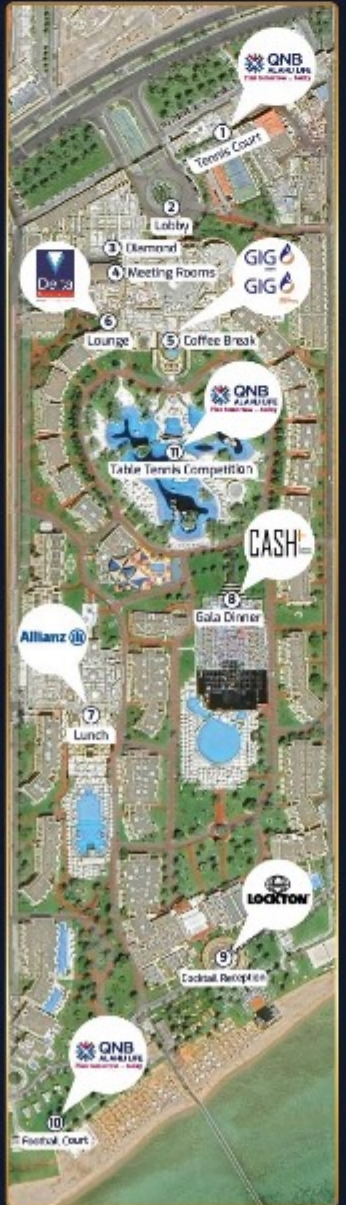 QNB
ALAHLI LIFE
1
Tennis Court
2
Lobby
3 Diamond
4 Meeting Rooms
Delta
GIG
GIG
6
Lounge
5 Coffee Break
QNB
ALAHLI LIFE
11
Table Tennis Competition
CASH
8
Gala Dinner
Allianz
7
Lunch
LOCKTON
9
Cocktail Reception
QNB
ALAHLI LIFE
10
Football Court